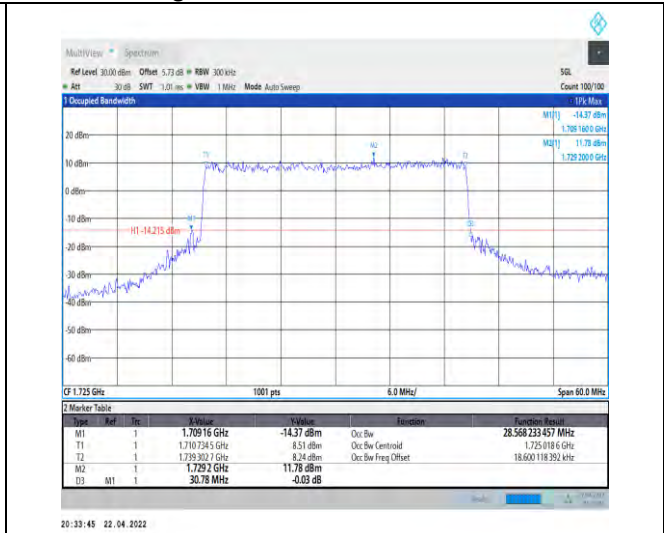 MultiView Spectrum
Ref Level 30.00 dBm Offset 5.73 dB RBW 300 kHz SGL
Att 30 dB SWT 1.01 ms VBW 1 MHz Mode Auto Sweep Count 100/100
1 Occupied Bandwidth 1Pk Max
M1[1] -14.37 dBm
1.709 160 0 GHz
M2[1] 11.78 dBm
1.729 200 0 GHz
20 dBm
M2
T1
10 dBm
0 dBm
-10 dBm
M1
H1 -14.215 dBm
-20 dBm
-30 dBm
-40 dBm
-50 dBm
-60 dBm
CF 1.725 GHz 1001 pts 6.0 MHz/ Span 60.0 MHz
2 Marker Table
Type Ref Trc X-Value Y-Value Function Function Result
M1 1 1.709 16 GHz -14.37 dBm Occ Bw 28.568 233 457 MHz
T1 1 1.710 734 5 GHz 8.51 dBm Occ Bw Centroid 1.725 018 6 GHz
T2 1 1.739 302 7 GHz 8.24 dBm Occ Bw Freq Offset 18.600 118 392 kHz
M2 1 1.729 2 GHz 11.78 dBm
D3 M1 1 30.78 MHz -0.03 dB
20:33:45 22.04.2022